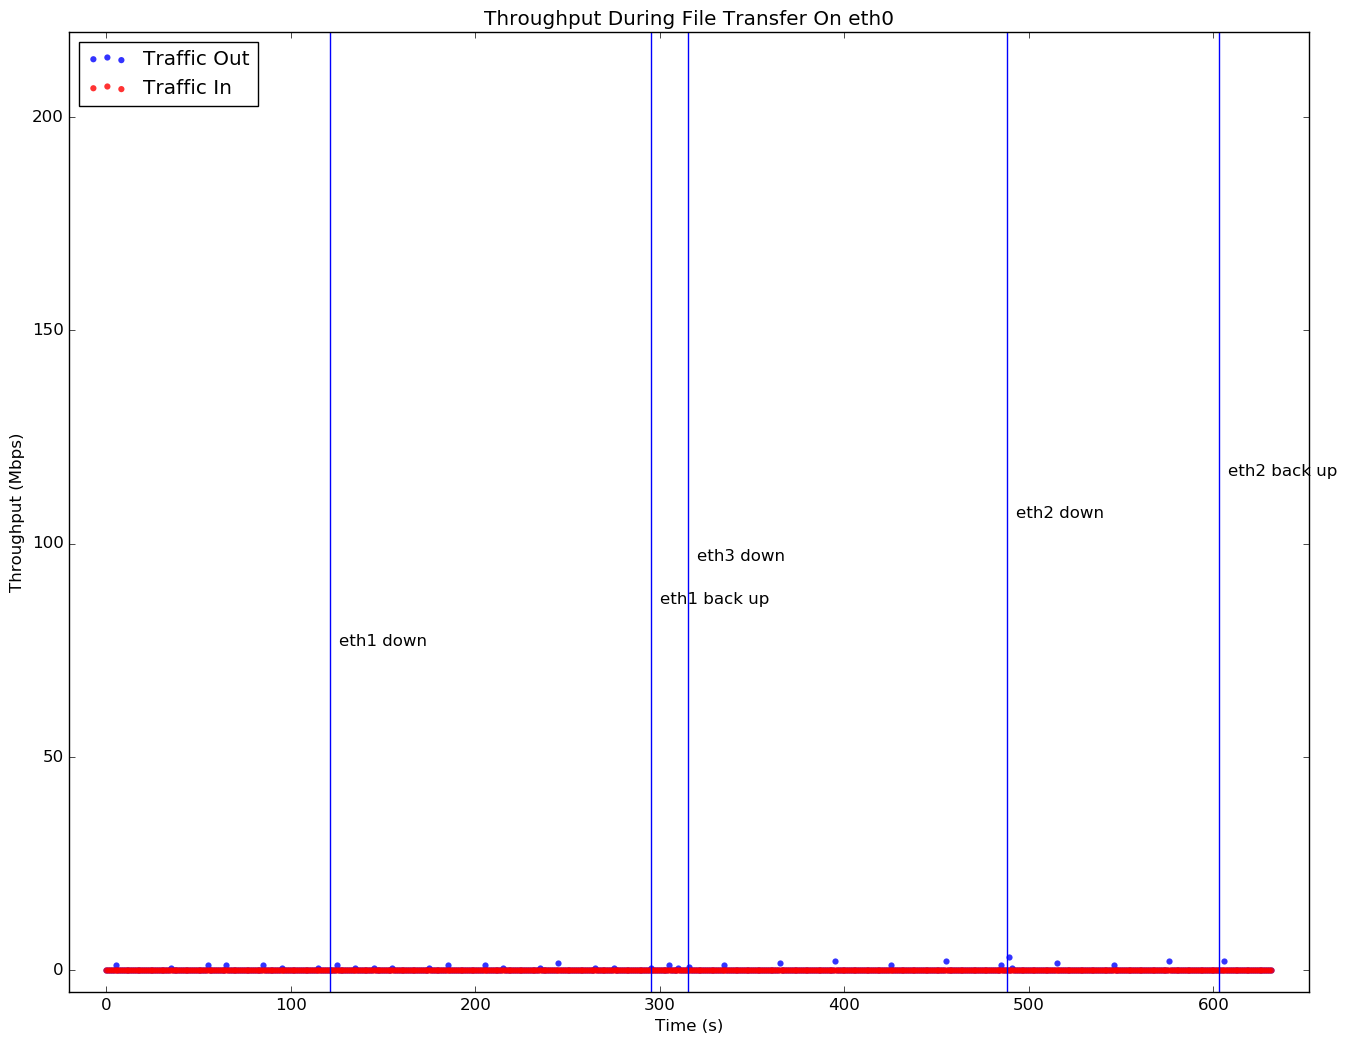 Throughput During File Transfer On eth0
Traffic Out
Traffic In
200
150
100
50
0
Throughput (Mbps)
eth2 back up
eth2 down
eth3 down
eth1 back up
eth1 down
0 100 200 300 400 500 600
Time (s)